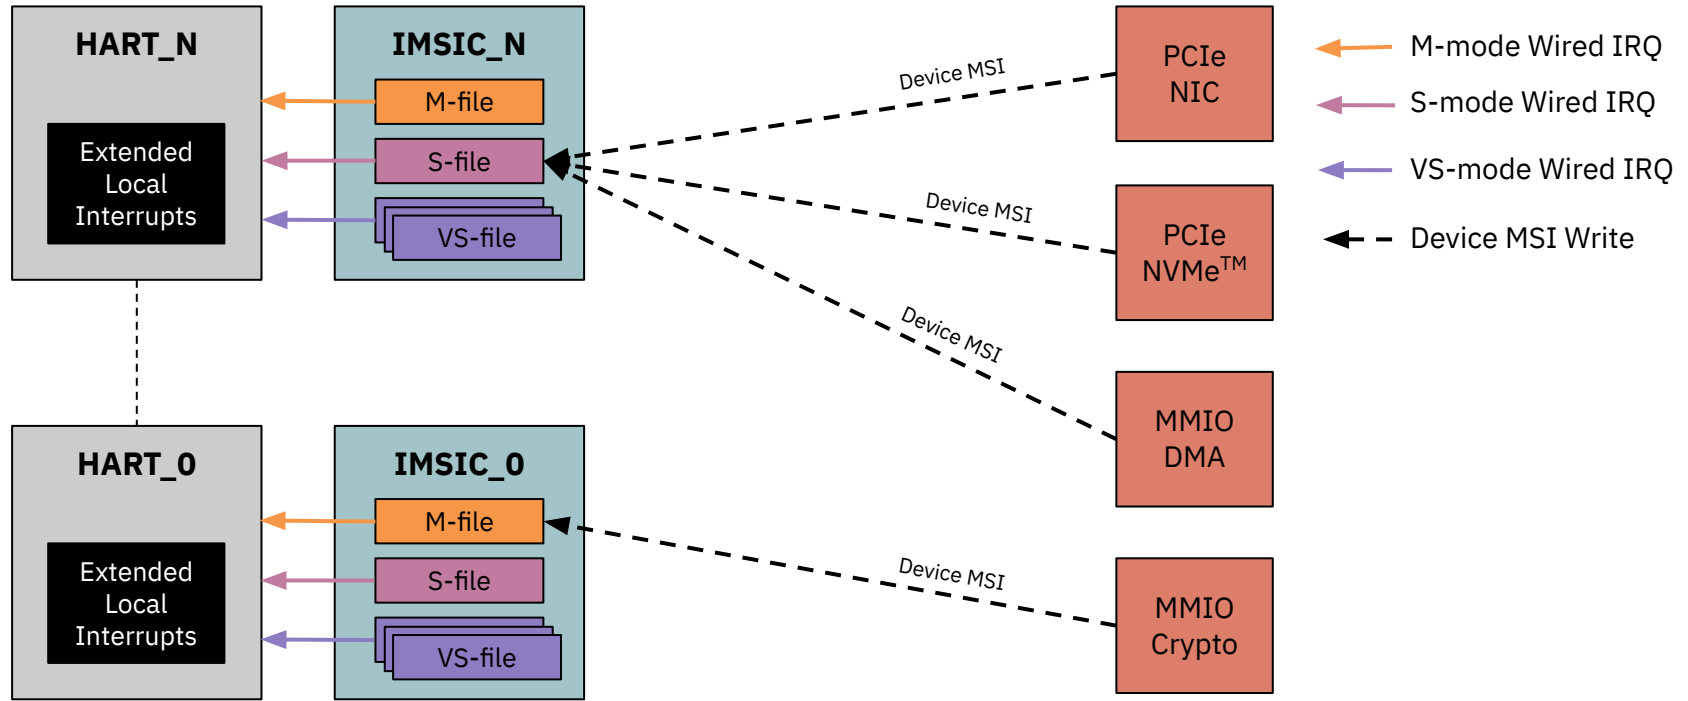 HART_N
Extended
Local
Interrupts
IMSIC_N
M-file
S-file
VS-file
Device MSI
Device MSI
Device MSI
PCIe
NIC
PCIe
NVMe™
MMIO
DMA
M-mode Wired IRQ
S-mode Wired IRQ
VS-mode Wired IRQ
Device MSI Write
HART_0
Extended
Local
Interrupts
IMSIC_0
M-file
S-file
VS-file
Device MSI
MMIO
Crypto